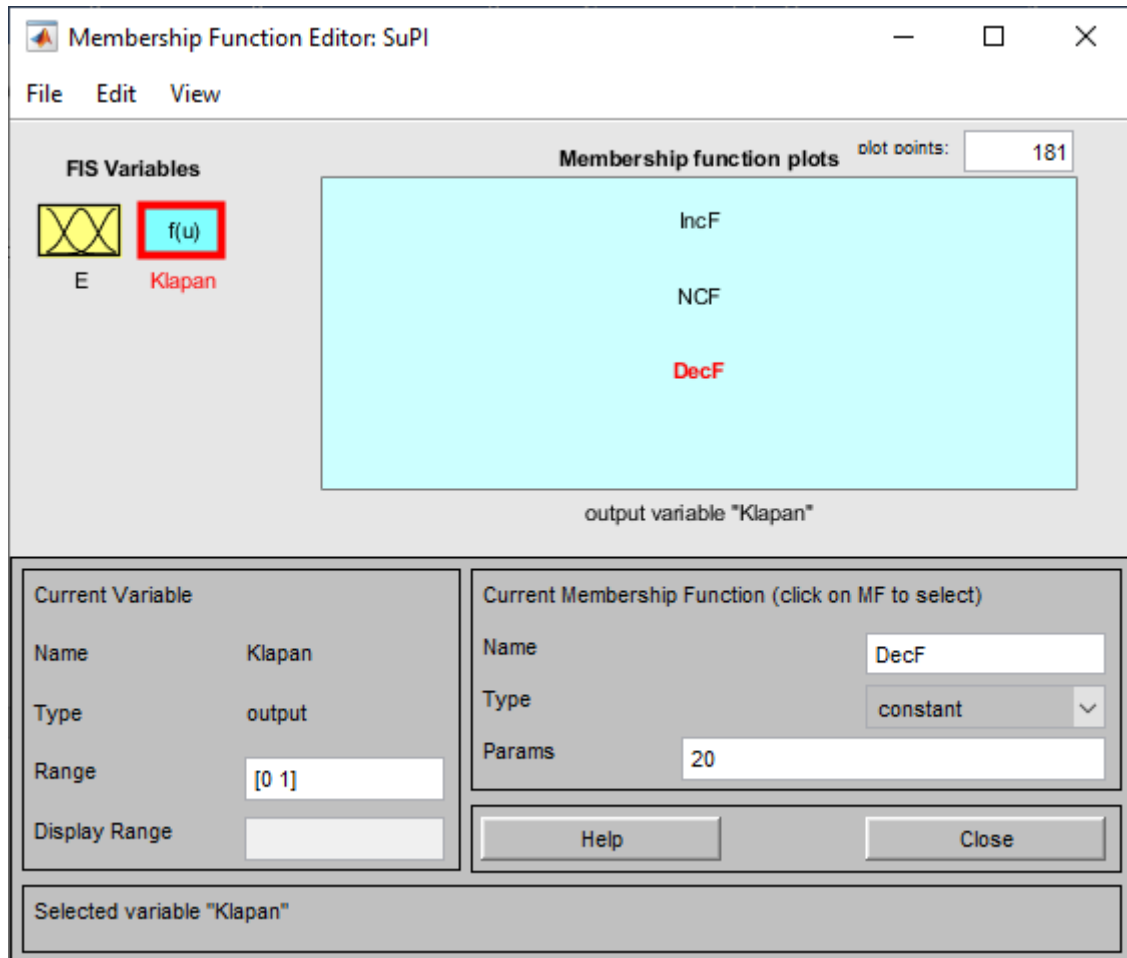 Membership Function Editor: SuPI
File Edit View
FIS Variables
f(u)
E
Klapan
Membership function plots
plot points:
181
IncF
NCF
DecF
output variable "Klapan"
Current Variable
Name Klapan
Type output
Range [0 1]
Display Range
Current Membership Function (click on MF to select)
Name DecF
Type constant
Params 20
Help
Close
Selected variable "Klapan"